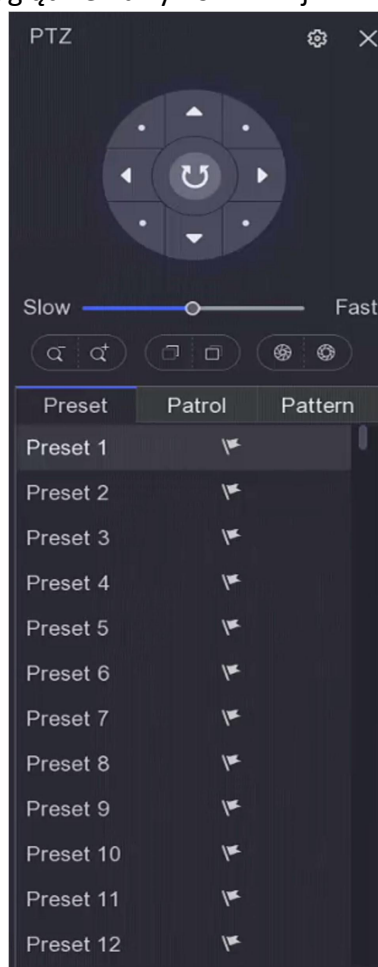 PTZ
Slow Fast
Preset Patrol Pattern
Preset 1
Preset 2
Preset 3
Preset 4
Preset 5
Preset 6
Preset 7
Preset 8
Preset 9
Preset 10
Preset 11
Preset 12